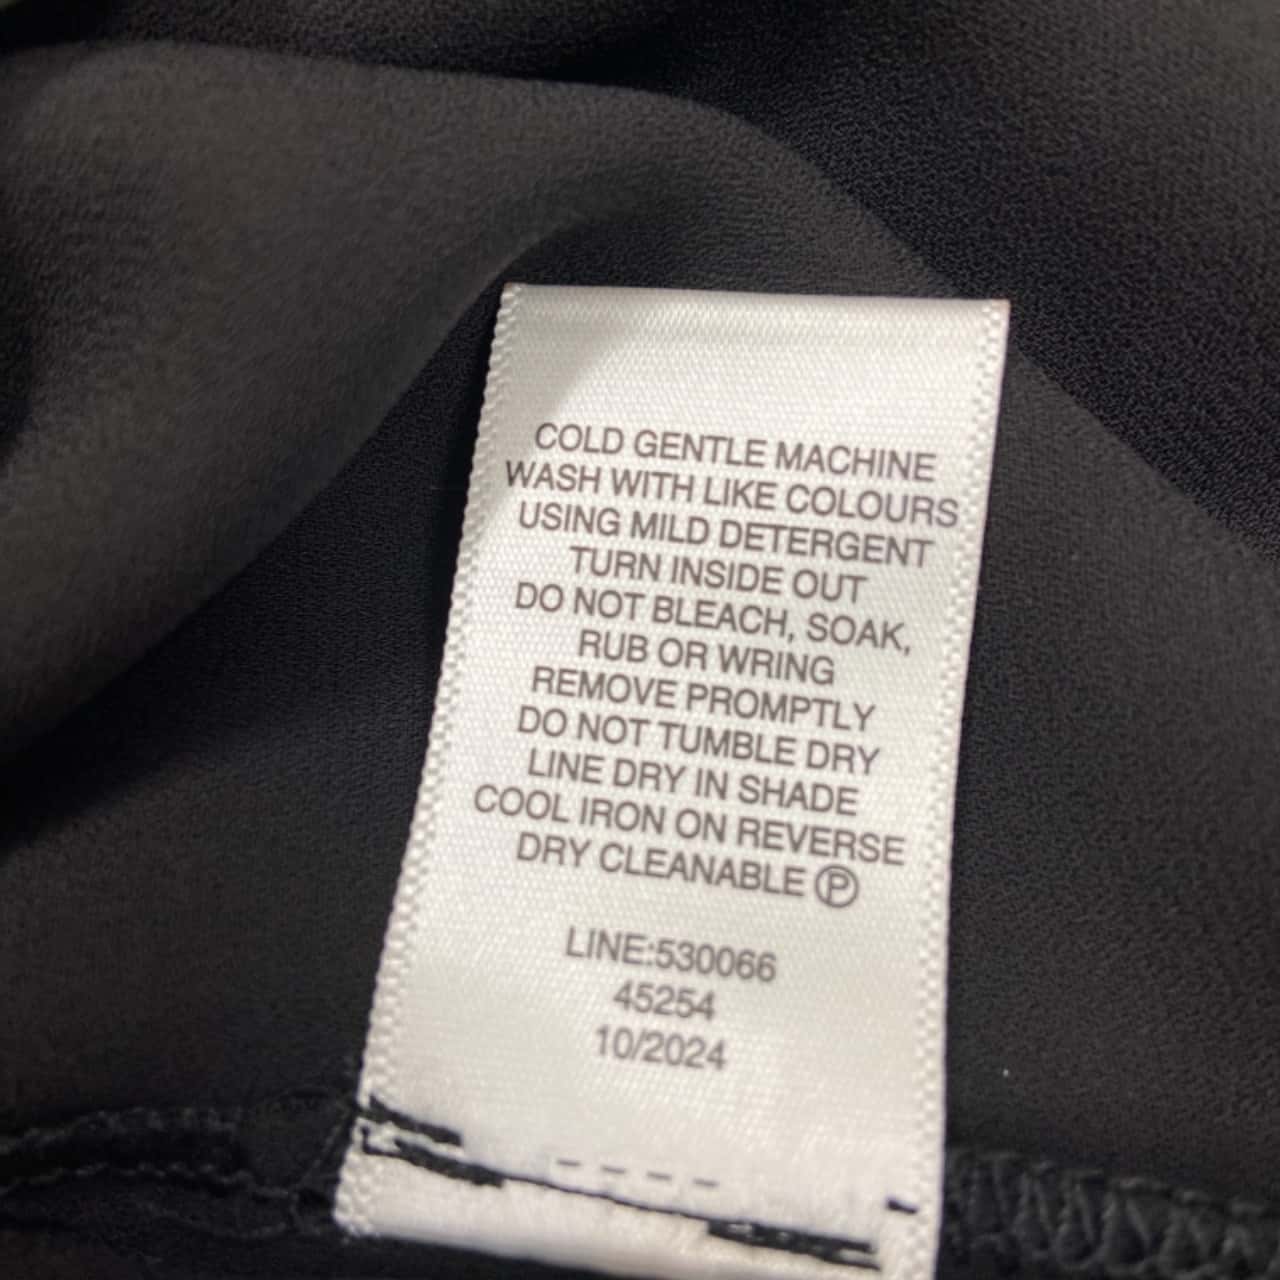 COLD GENTLE MACHINE
WASH WITH LIKE COLOURS
USING MILD DETERGENT
TURN INSIDE OUT
DO NOT BLEACH, SOAK,
RUB OR WRING
REMOVE PROMPTLY
DO NOT TUMBLE DRY
LINE DRY IN SHADE
COOL IRON ON REVERSE
DRY CLEANABLE Ⓟ
LINE:530066
45254
10/2024